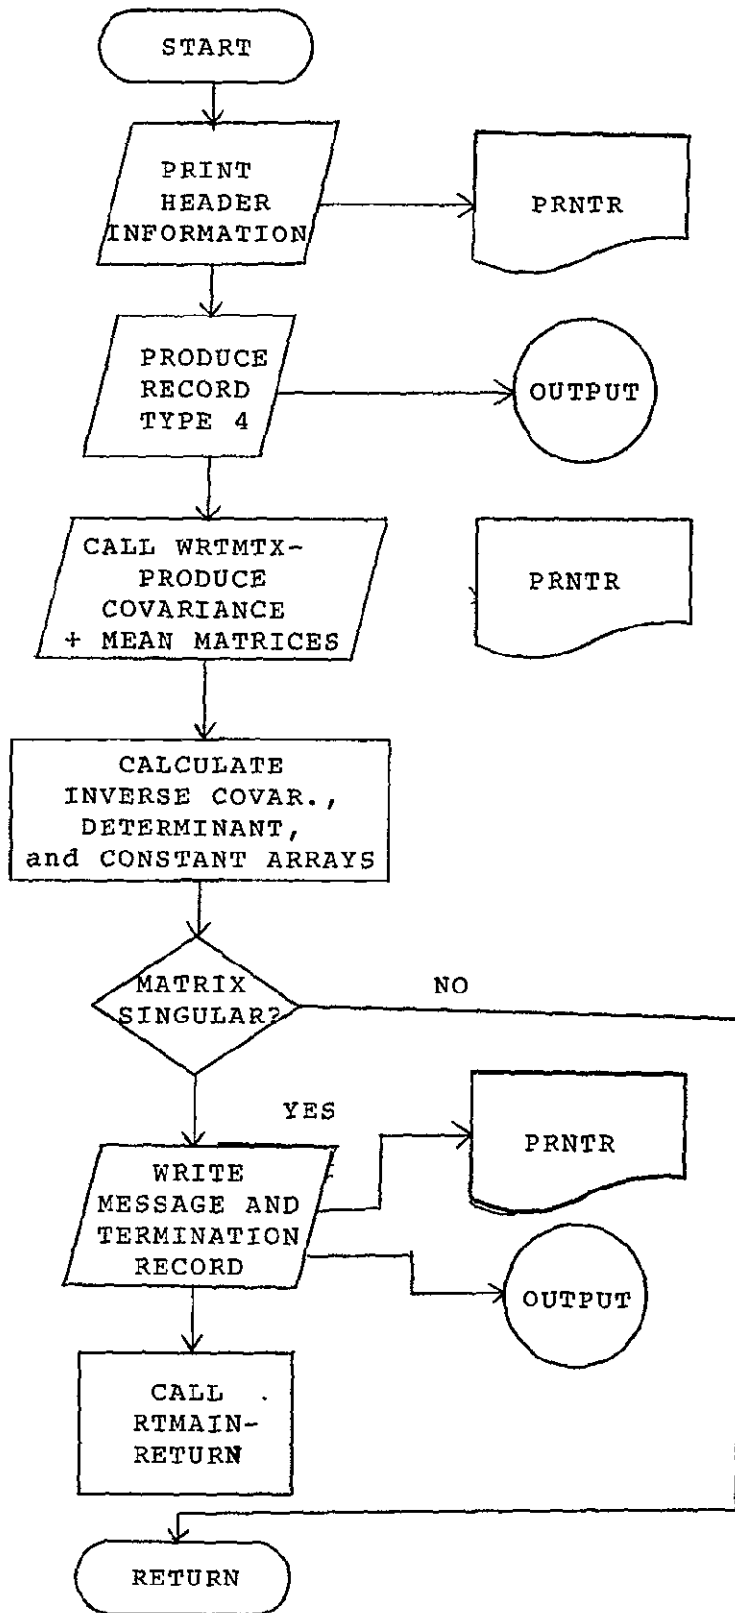 START
PRINT
HEADER
INFORMATION
PRNTR
PRODUCE
RECORD
TYPE 4
OUTPUT
CALL WRTMTX-
PRODUCE
COVARIANCE
+ MEAN MATRICES
PRNTR
CALCULATE
INVERSE COVAR.,
DETERMINANT,
and CONSTANT ARRAYS
MATRIX
SINGULAR?
NO
YES
WRITE
MESSAGE AND
TERMINATION
RECORD
PRNTR
OUTPUT
CALL
RTMAIN-
RETURN
RETURN